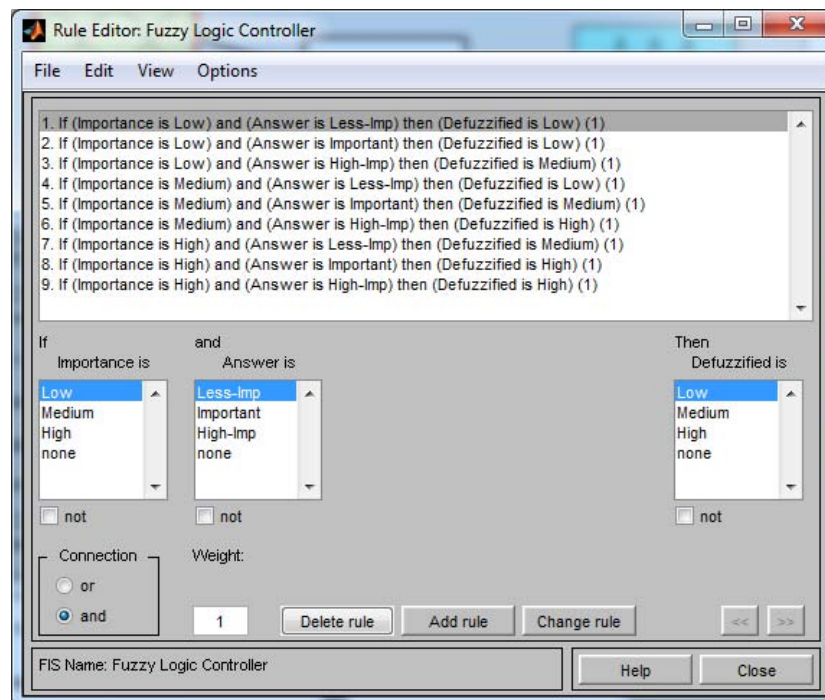 Rule Editor: Fuzzy Logic Controller
File Edit View Options
1. If (Importance is Low) and (Answer is Less-Imp) then (Defuzzified is Low) (1)
2. If (Importance is Low) and (Answer is Important) then (Defuzzified is Low) (1)
3. If (Importance is Low) and (Answer is High-Imp) then (Defuzzified is Medium) (1)
4. If (Importance is Medium) and (Answer is Less-Imp) then (Defuzzified is Low) (1)
5. If (Importance is Medium) and (Answer is Important) then (Defuzzified is Medium) (1)
6. If (Importance is Medium) and (Answer is High-Imp) then (Defuzzified is High) (1)
7. If (Importance is High) and (Answer is Less-Imp) then (Defuzzified is Medium) (1)
8. If (Importance is High) and (Answer is Important) then (Defuzzified is High) (1)
9. If (Importance is High) and (Answer is High-Imp) then (Defuzzified is High) (1)
If and Then
Importance is Answer is Defuzzified is
Low Less-Imp Low
Medium Important Medium
High High-Imp High
none none none
not not not
Connection Weight:
or
and 1 Delete rule Add rule Change rule << >>
FIS Name: Fuzzy Logic Controller Help Close